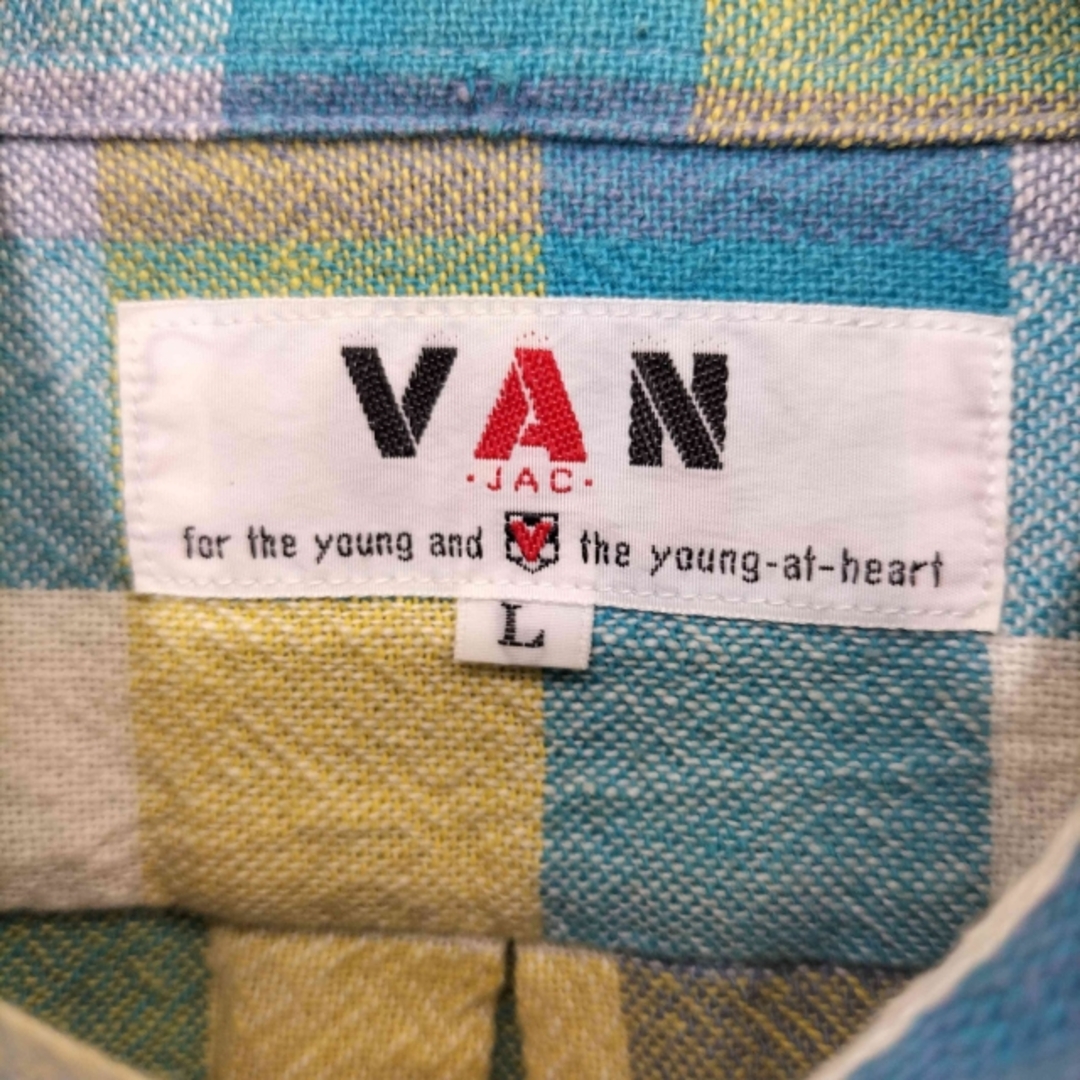 VAN
·JAC·
for the young and the young-at-heart
L